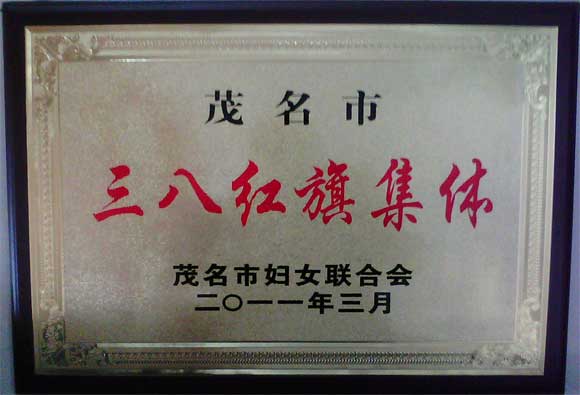 茂名市
三八红旗集体
茂名市妇女联合会
二〇一一年三月